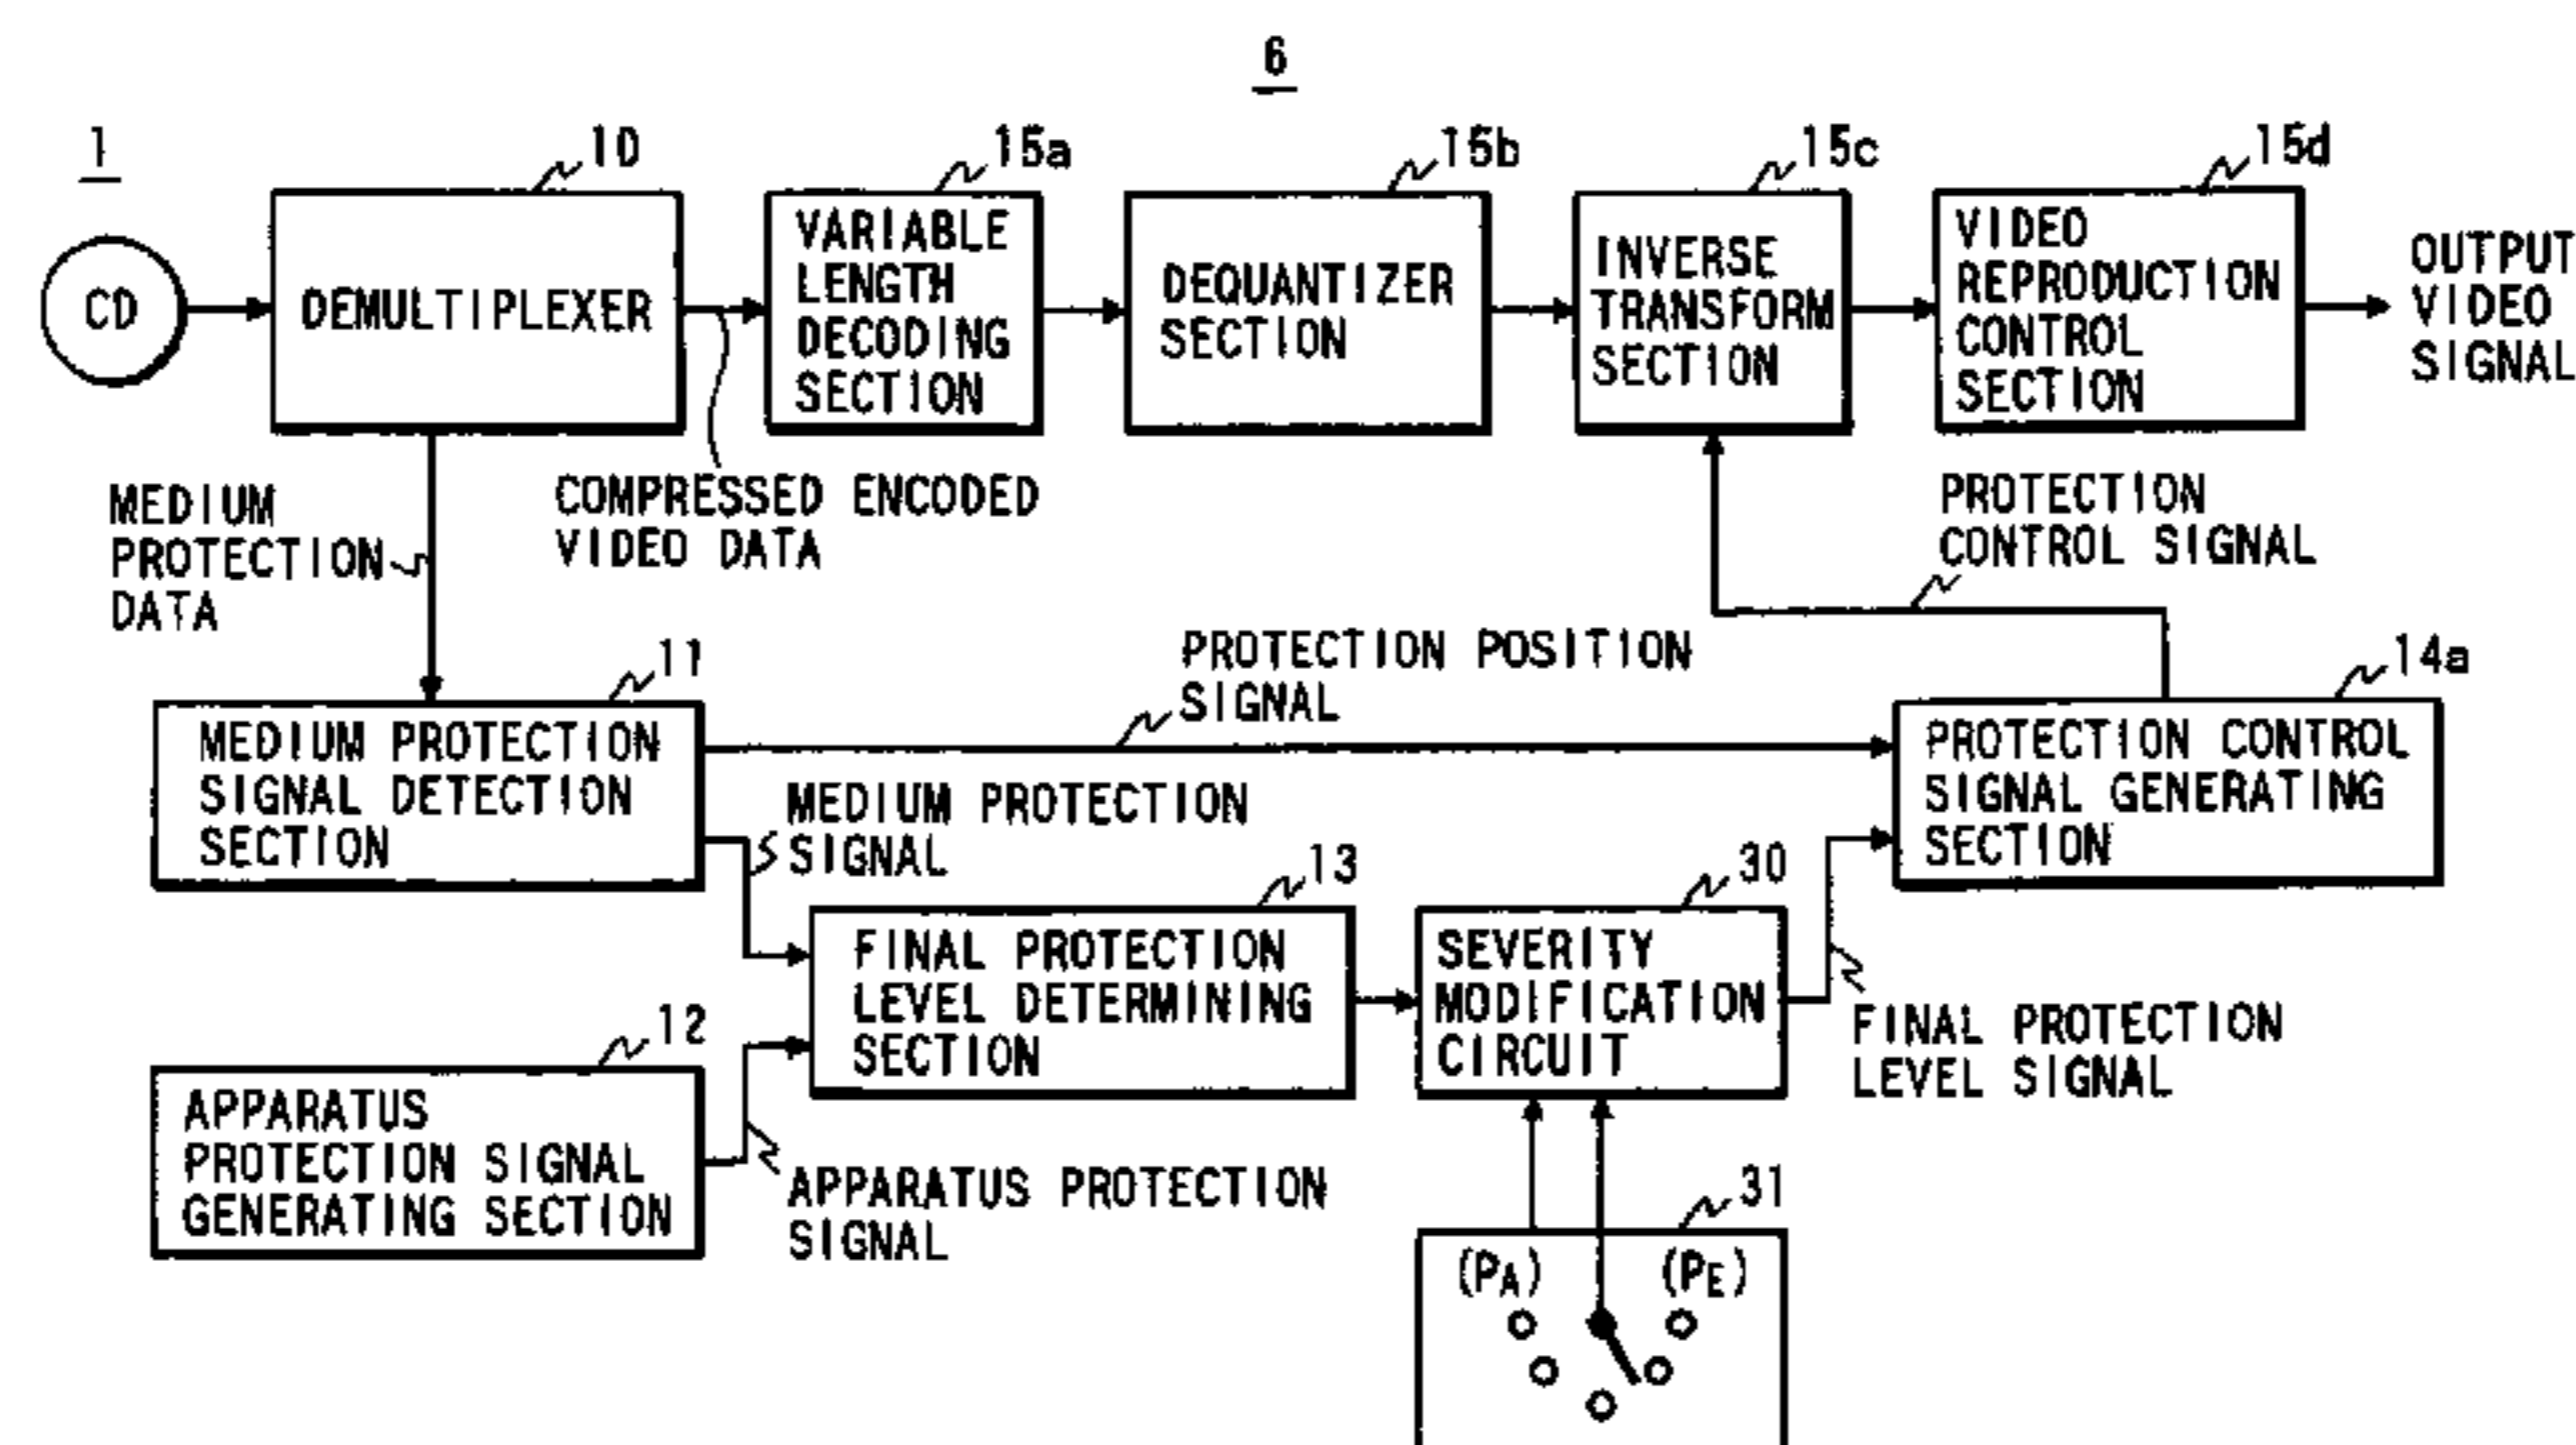 6
1
10
15a
15b
15c
15d
CD
DEMULTIPLEXER
VARIABLE
LENGTH
DECODING
SECTION
DEQUANTIZER
SECTION
INVERSE
TRANSFORM
SECTION
VIDEO
REPRODUCTION
CONTROL
SECTION
OUTPUT
VIDEO
SIGNAL
MEDIUM
PROTECTION
DATA
COMPRESSED ENCODED
VIDEO DATA
PROTECTION
CONTROL SIGNAL
11
PROTECTION POSITION
SIGNAL
14a
MEDIUM PROTECTION
SIGNAL DETECTION
SECTION
MEDIUM PROTECTION
SIGNAL
PROTECTION CONTROL
SIGNAL GENERATING
SECTION
13
30
FINAL PROTECTION
LEVEL DETERMINING
SECTION
SEVERITY
MODIFICATION
CIRCUIT
FINAL PROTECTION
LEVEL SIGNAL
12
APPARATUS
PROTECTION SIGNAL
GENERATING SECTION
APPARATUS PROTECTION
SIGNAL
31
(PA) (PE)